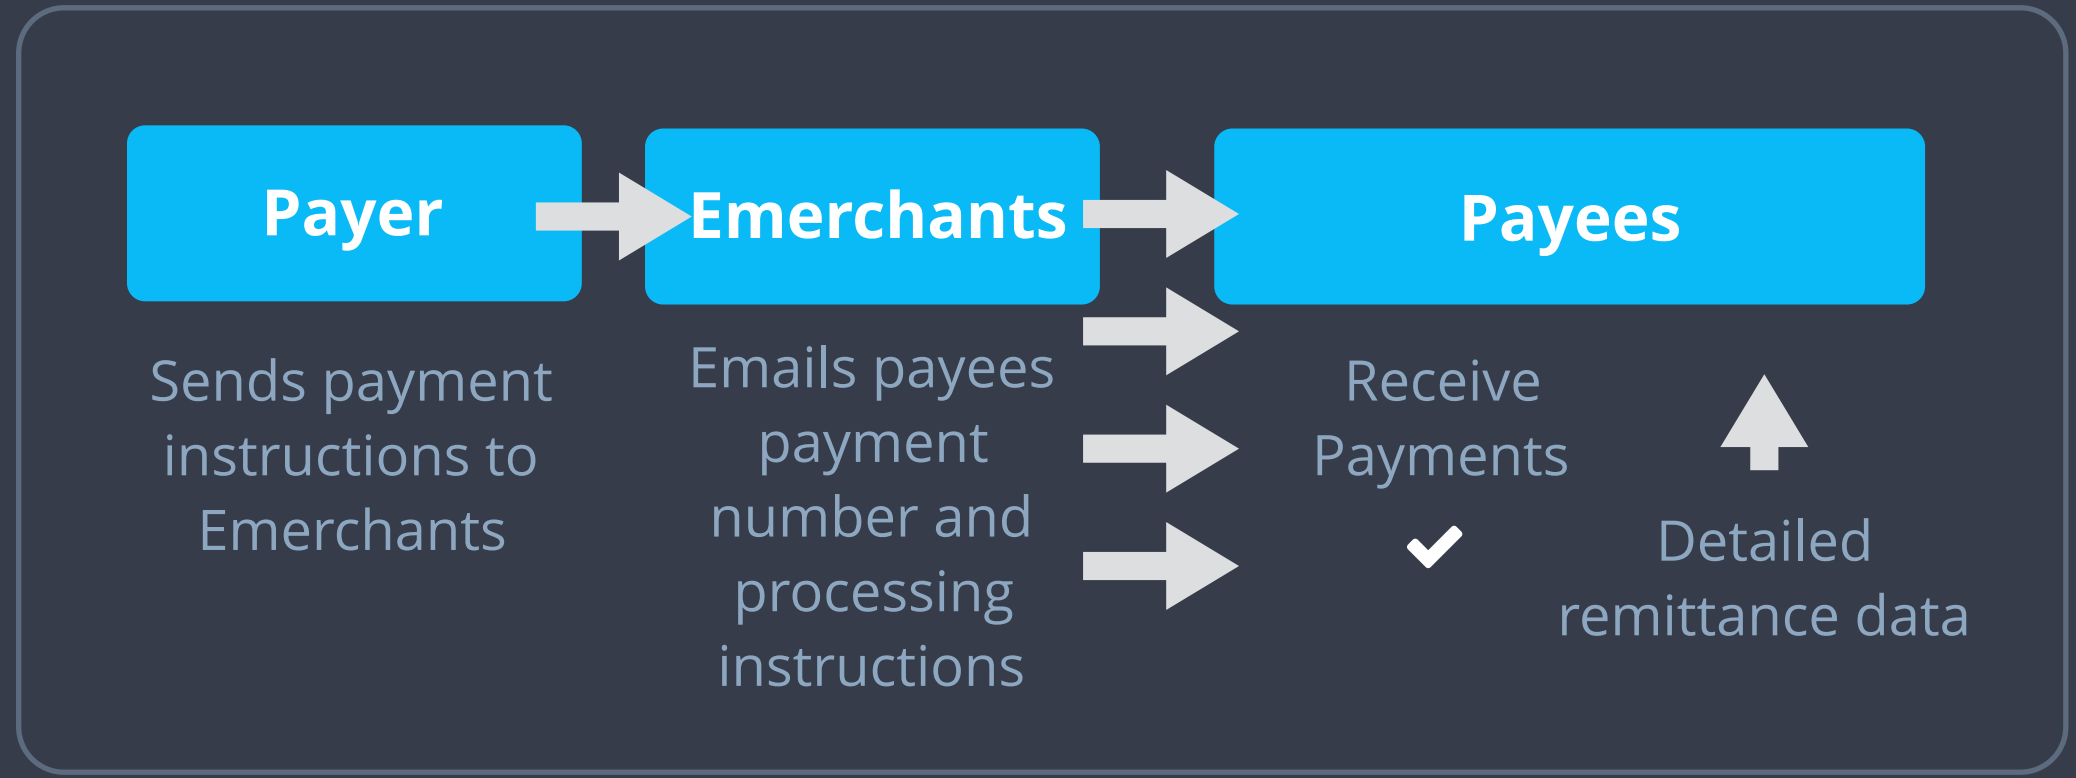 Payer
Emerchants
Payees
Sends payment
instructions to
Emerchants
Emails payees
payment
number and
processing
instructions
Receive
Payments
Detailed
remittance data